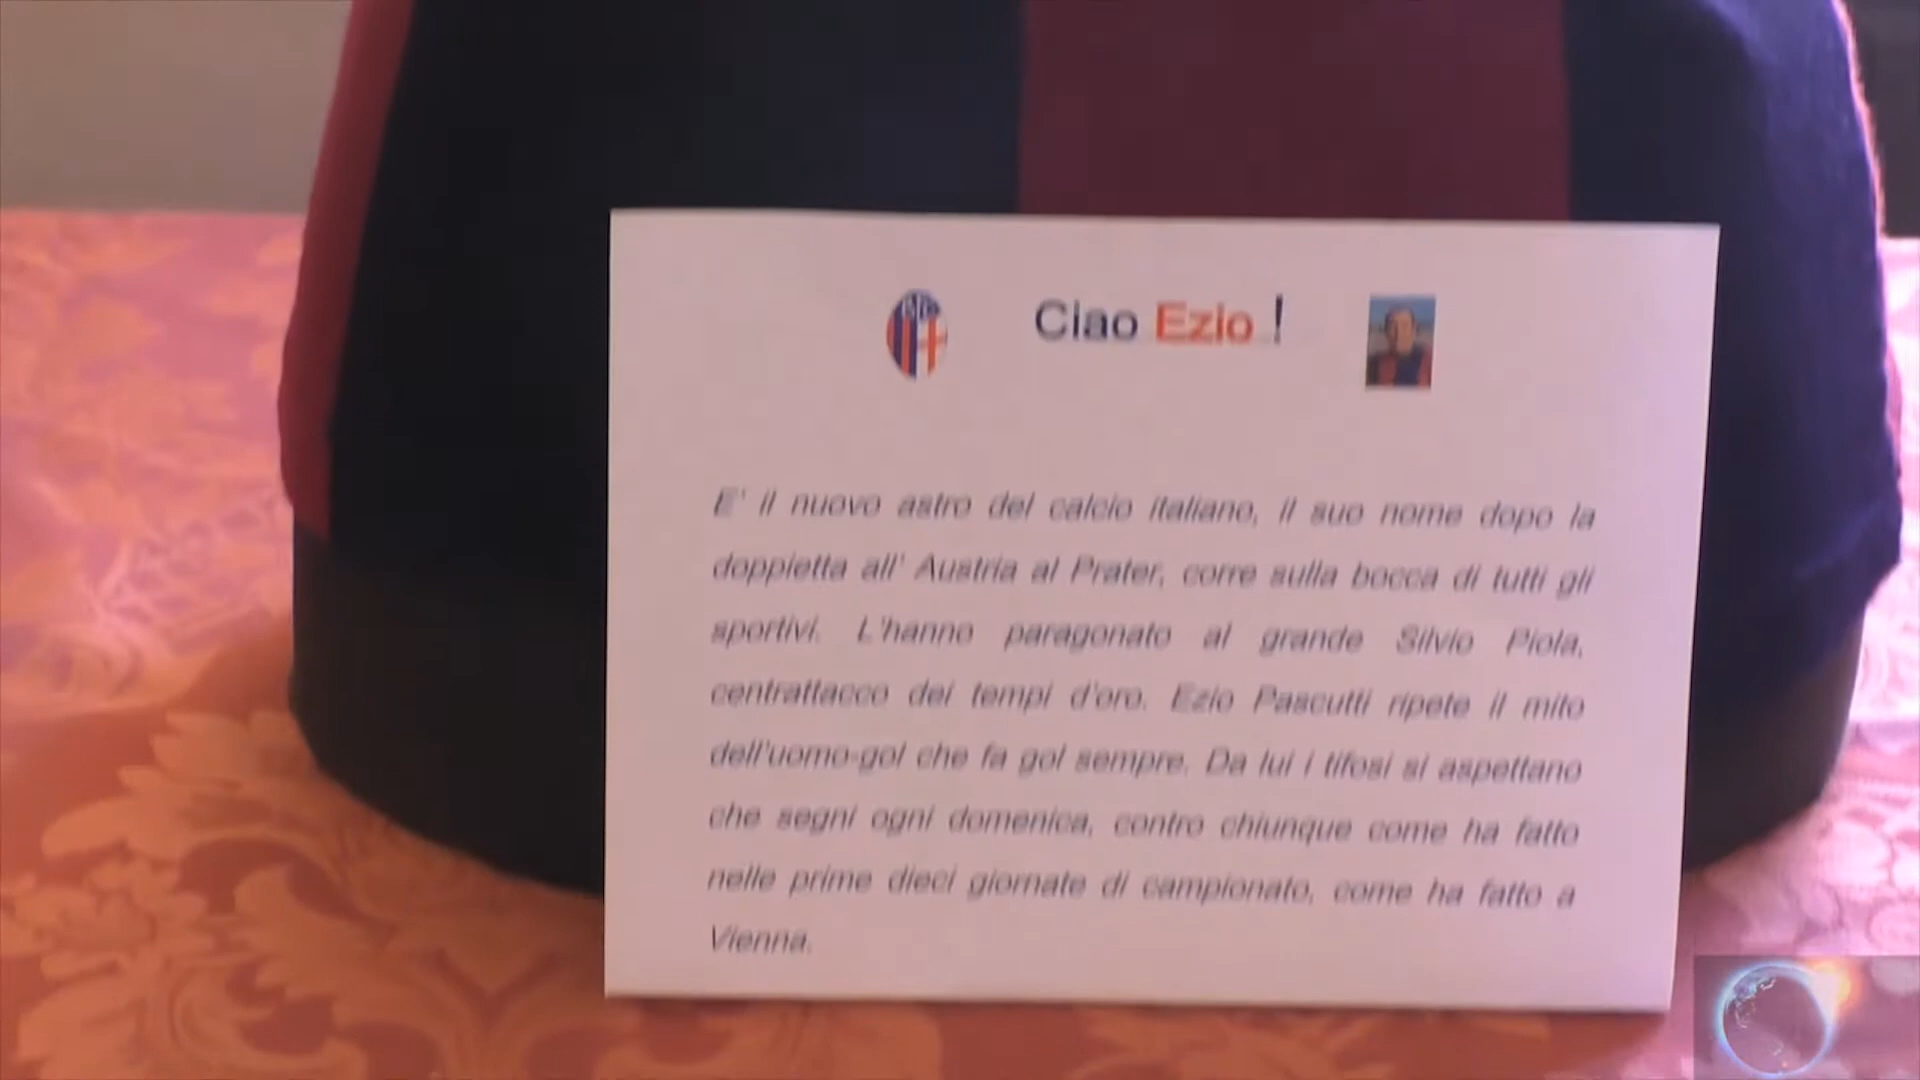 Ciao Ezio !
E' il nuovo astro del calcio italiano, il suo nome dopo la
doppietta all' Austria al Prater, corre sulla bocca di tutti gli
sportivi. L'hanno paragonato al grande Silvio Piola,
centrattacco dei tempi d'oro. Ezio Pascutti ripete il mito
dell'uomo-gol che fa gol sempre. Da lui i tifosi si aspettano
che segni ogni domenica, contro chiunque come ha fatto
nelle prime dieci giornate di campionato, come ha fatto a
Vienna.